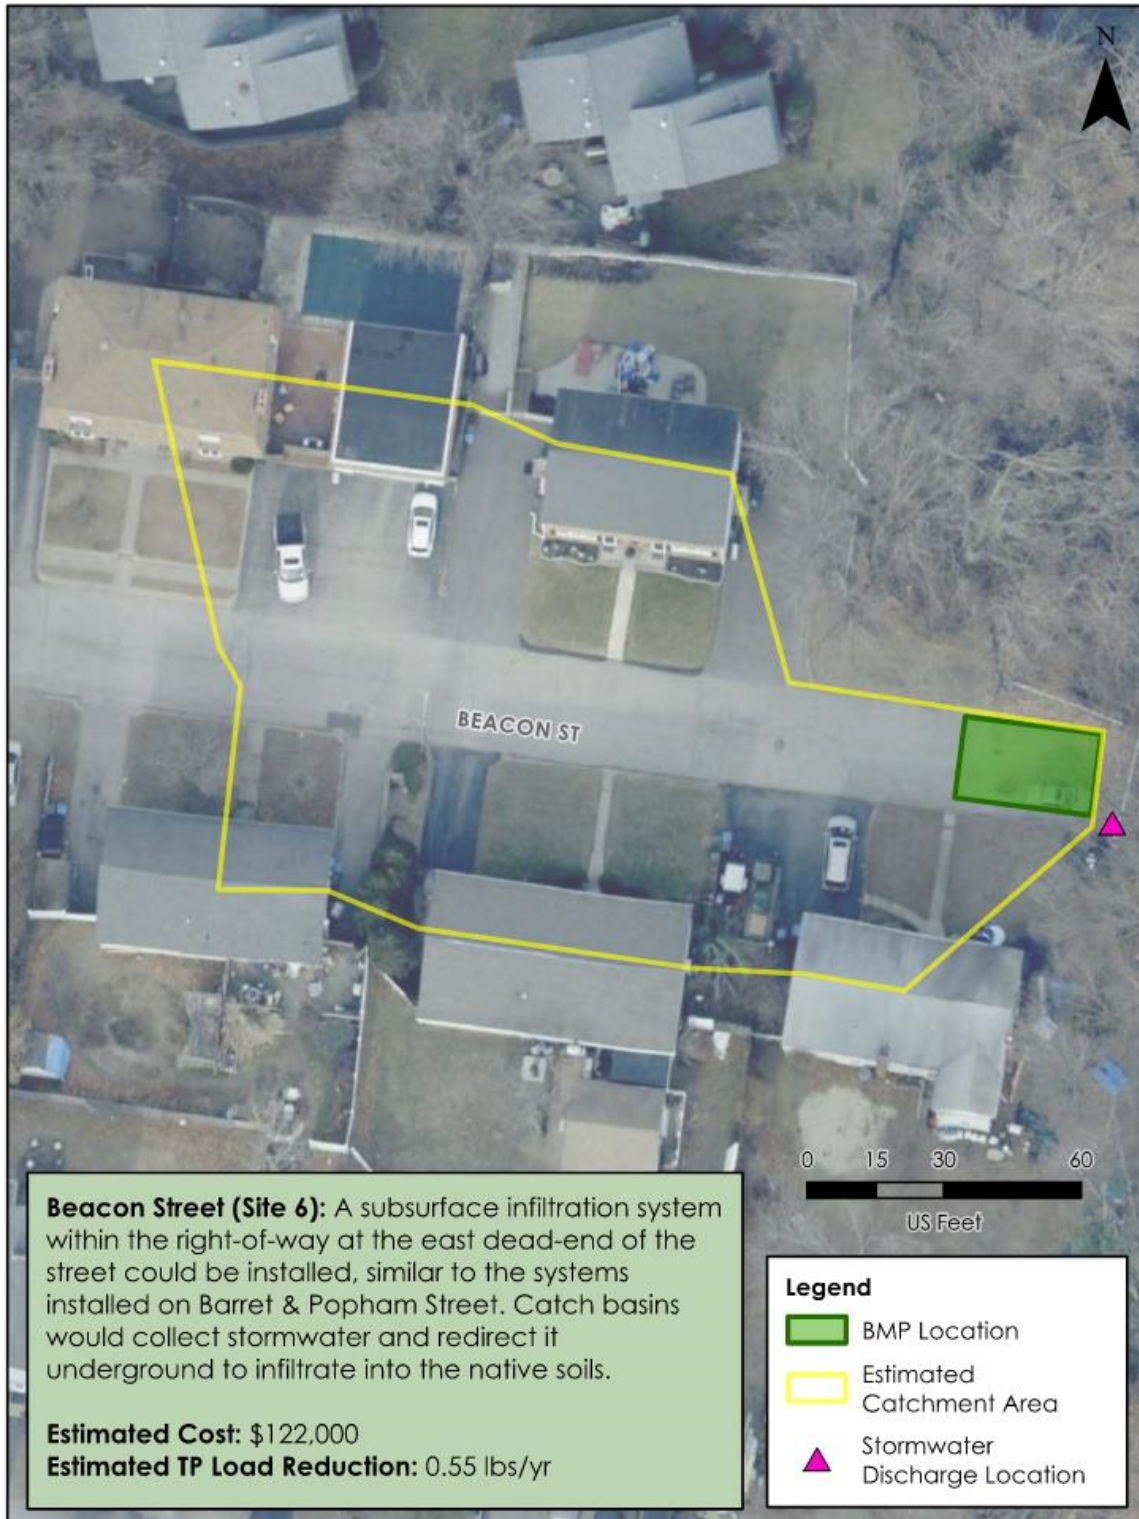 N
BEACON ST
0 15 30 60
US Feet
Beacon Street (Site 6): A subsurface infiltration system
within the right-of-way at the east dead-end of the
street could be installed, similar to the systems
installed on Barret & Popham Street. Catch basins
would collect stormwater and redirect it
underground to infiltrate into the native soils.
Estimated Cost: $122,000
Estimated TP Load Reduction: 0.55 lbs/yr
Legend
BMP Location
Estimated
Catchment Area
Stormwater
Discharge Location